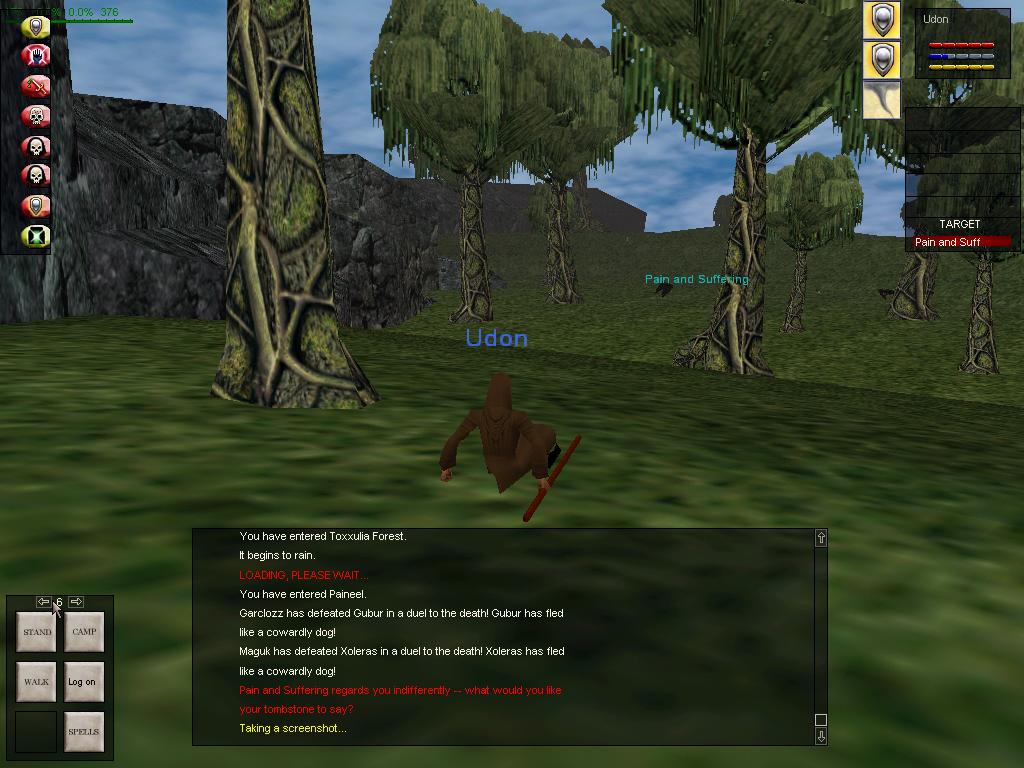 0.0% 376
Udon
TARGET
Pain and Suff
Pain and Suffering
Udon
You have entered Toxxulia Forest.
It begins to rain.
LOADING, PLEASE WAIT...
You have entered Paineel.
Garclozz has defeated Gubur in a duel to the death! Gubur has fled
like a cowardly dog!
Maguk has defeated Xoleras in a duel to the death! Xoleras has fled
like a cowardly dog!
Pain and Suffering regards you indifferently -- what would you like
your tombstone to say?
Taking a screenshot...
6
STAND
CAMP
WALK
Log on
SPELLS